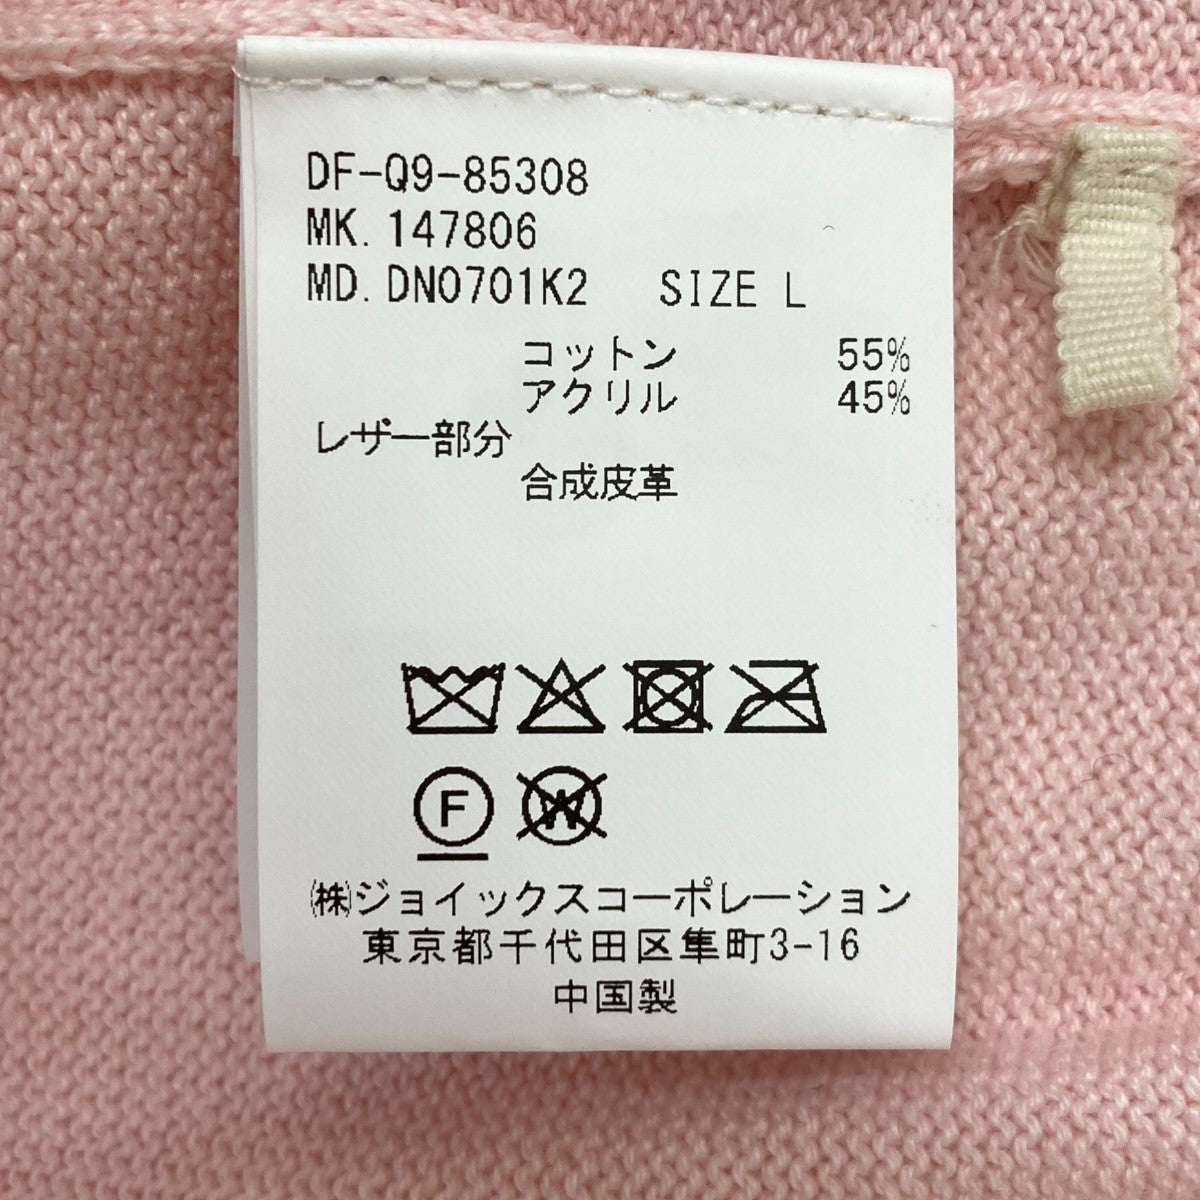 DF-Q9-85308
MK. 147806
MD. DN0701K2 SIZE L
コットン 55%
アクリル 45%
レザー部分
合成皮革
F
W
㈱ジョイックスコーポレーション
東京都千代田区隼町3-16
中国製